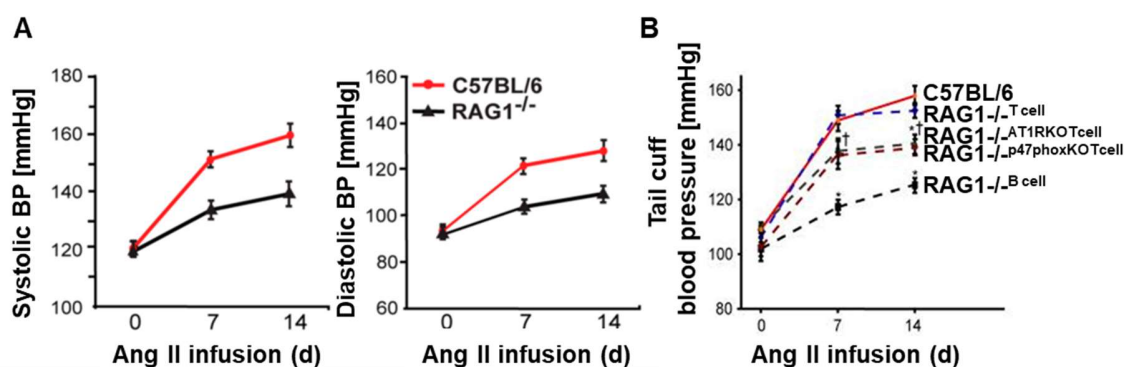 A
Systolic BP [mmHg]
180
160
140
120
100
0 7 14
Ang II infusion (d)
Diastolic BP [mmHg]
160
140
120
100
80
60
C57BL/6
RAG1-/-
0 7 14
Ang II infusion (d)
B
Tail cuff
blood pressure [mmHg]
160
140
120
100
80
* *† † * *
C57BL/6
RAG1-/-T cell
RAG1-/-AT1RKOTcell
RAG1-/-p47phoxKOTcell
RAG1-/-B cell
0 7 14
Ang II infusion (d)